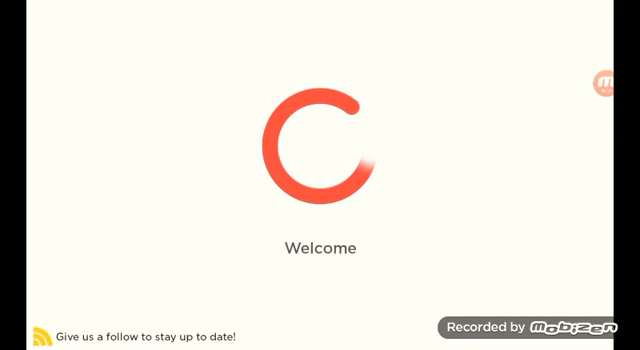 Welcome
Give us a follow to stay up to date!
Recorded by Mobizen